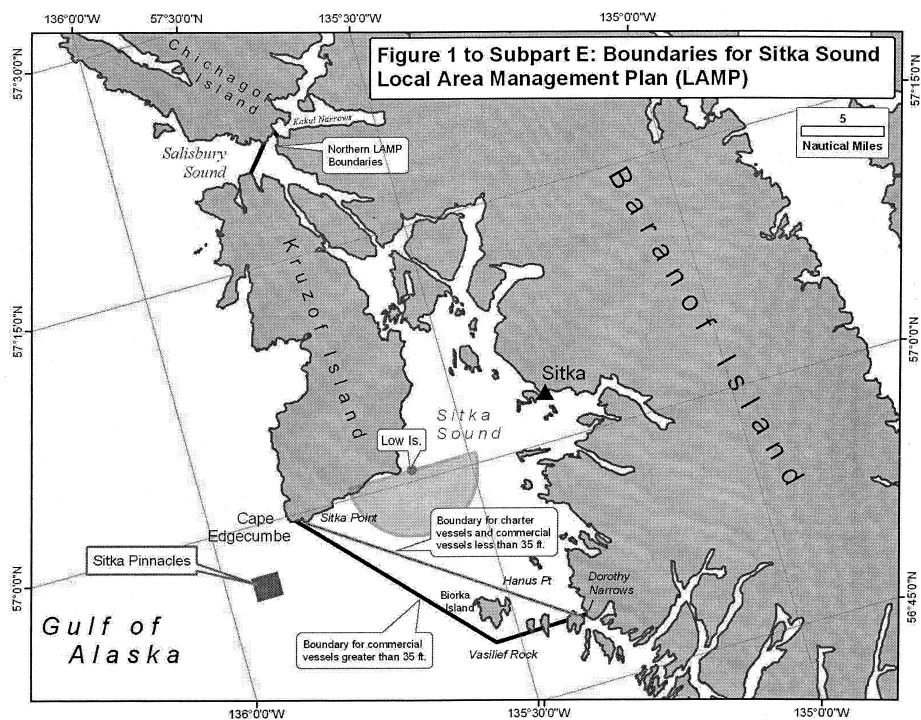 136°0'0"W
57°30'0"W
135°30'0"W
135°0'0"W
Figure 1 to Subpart E: Boundaries for Sitka Sound
Local Area Management Plan (LAMP)
57°30'0"N
57°15'0"N
Chichagof
Island
Kakul Narrows
5
Nautical Miles
Northern LAMP
Boundaries
Salisbury
Sound
Baranof Island
Kruzof Island
57°15'0"N
57°0'0"N
Sitka
Sitka
Sound
Low Is.
Cape
Edgecumbe
Sitka Point
Boundary for charter
vessels and commercial
vessels less than 35 ft.
Sitka Pinnacles
Hanus Pt
Dorothy
Narrows
57°0'0"N
56°45'0"N
Biorka
Island
Gulf of
Alaska
Boundary for commercial
vessels greater than 35 ft.
Vasilief Rock
136°0'0"W
135°30'0"W
135°0'0"W